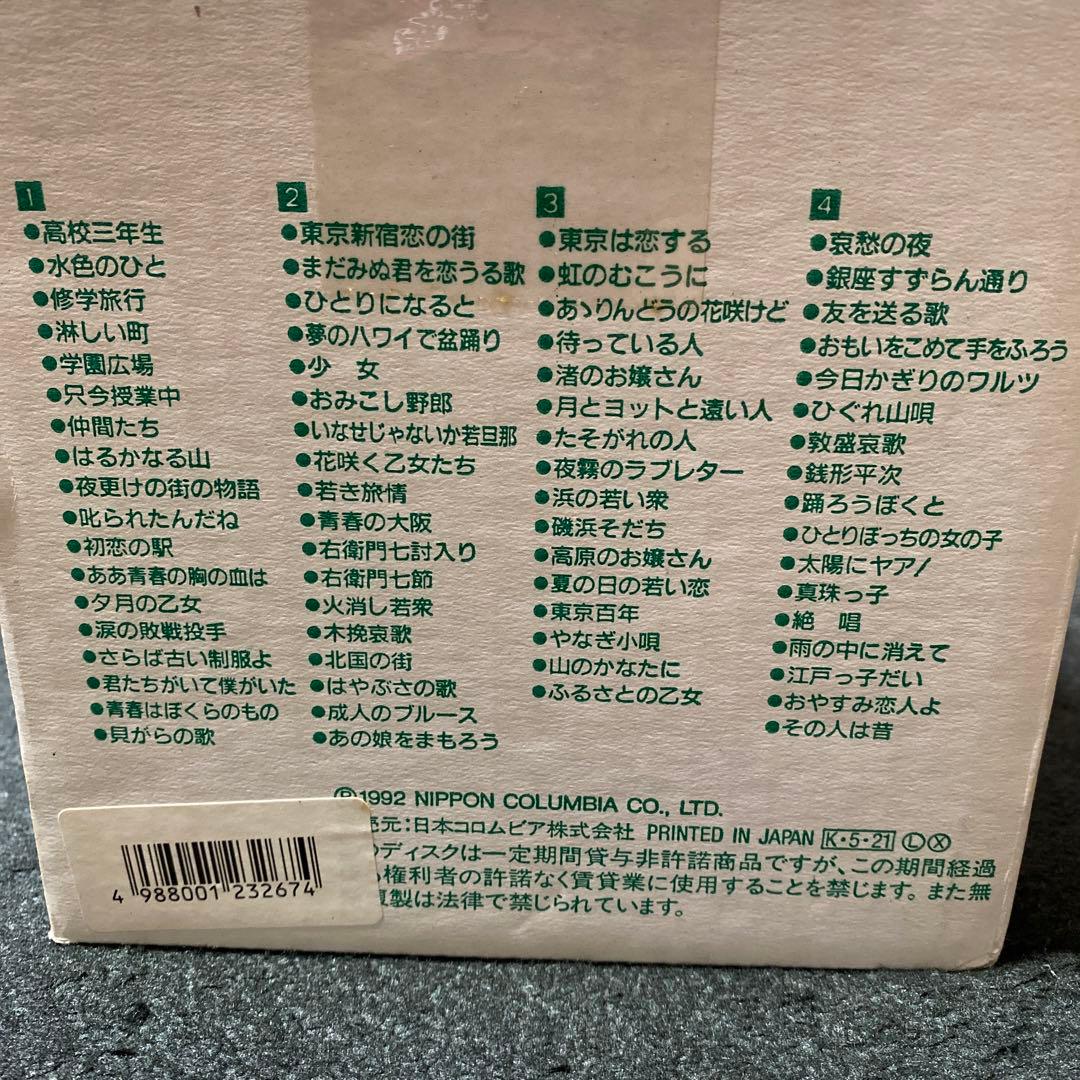 1
●高校三年生
●水色のひと
●修学旅行
●淋しい町
●学園広場
●只今授業中
●仲間たち
●はるかなる山
●夜更けの街の物語
●叱られたんだね
●初恋の駅
●ああ青春の胸の血は
●夕月の乙女
●涙の敗戦投手
●さらば古い制服よ
●君たちがいて僕がいた
●青春はぼくらのもの
●貝がらの歌
2
●東京新宿恋の街
●まだみぬ君を恋うる歌
●ひとりになると
●夢のハワイで盆踊り
●少 女
●おみこし野郎
●いなせじゃないか若旦那
●花咲く乙女たち
●若き旅情
●青春の大阪
●右衛門七討入り
●右衛門七節
●火消し若衆
●木挽哀歌
●北国の街
●はやぶさの歌
●成人のブルース
●あの娘をまもろう
3
●東京は恋する
●虹のむこうに
●あゝりんどうの花咲けど
●待っている人
●渚のお嬢さん
●月とヨットと遠い人
●たそがれの人
●夜霧のラブレター
●浜の若い衆
●磯浜そだち
●高原のお嬢さん
●夏の日の若い恋
●東京百年
●やなぎ小唄
●山のかなたに
●ふるさとの乙女
4
●哀愁の夜
●銀座すずらん通り
●友を送る歌
●おもいをこめて手をふろう
●今日かぎりのワルツ
●ひぐれ山唄
●敦盛哀歌
●銭形平次
●踊ろうぼくと
●ひとりぼっちの女の子
●太陽にヤア!
●真珠っ子
●絶 唱
●雨の中に消えて
●江戸っ子だい
●おやすみ恋人よ
●その人は昔
Ⓟ1992 NIPPON COLUMBIA CO., LTD.
売元:日本コロムビア株式会社 PRINTED IN JAPAN K・5・21 Ⓛ Ⓧ
のディスクは一定期間貸与非許諾商品ですが、この期間経過
も権利者の許諾なく賃貸業に使用することを禁じます。また無
複製は法律で禁じられています。
4 988001 232674